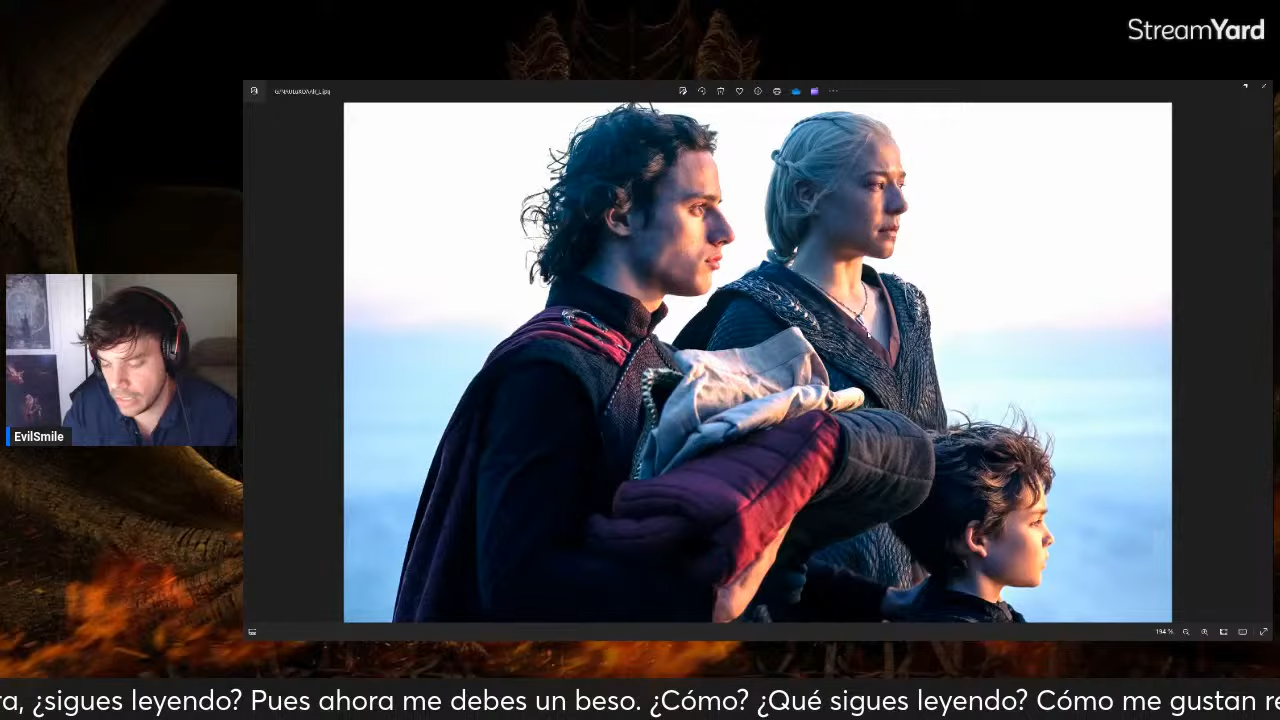 StreamYard
EvilSmile
194 %
ra, ¿sigues leyendo? Pues ahora me debes un beso. ¿Cómo? ¿Qué sigues leyendo? Cómo me gustan re